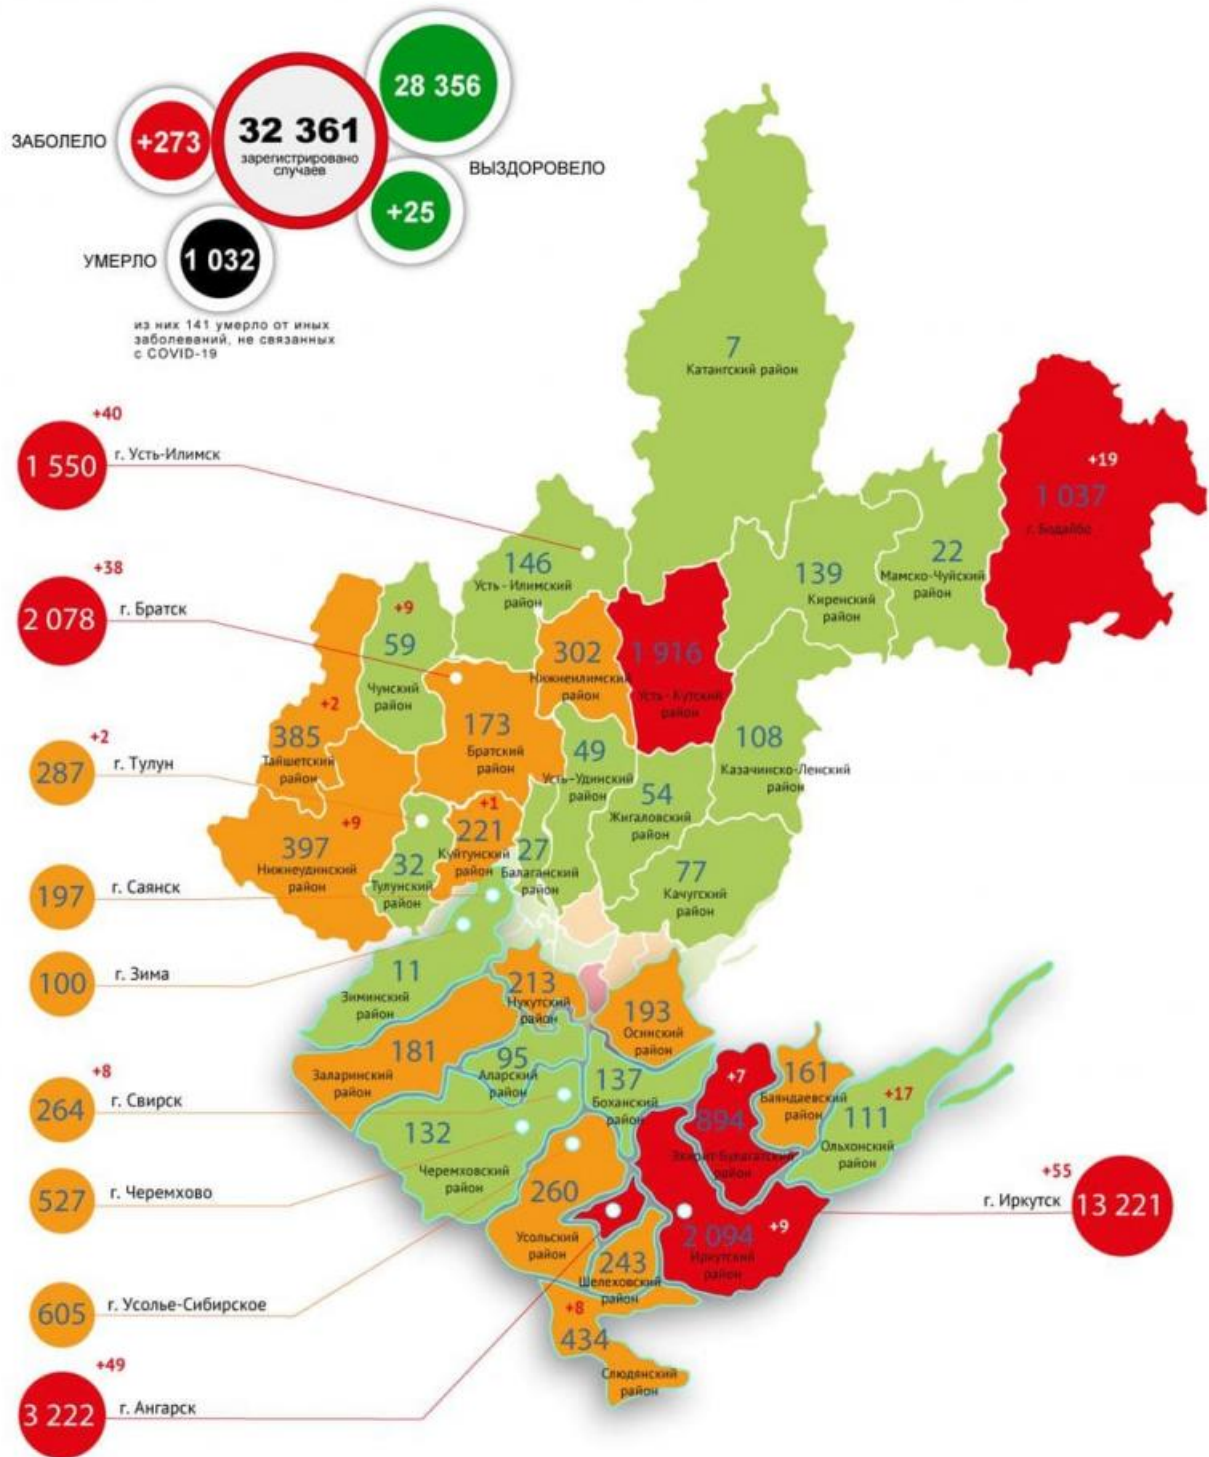 28 356
ЗАБОЛЕЛО
+273
32 361
зарегистрировано
случаев
ВЫЗДОРОВЕЛО
+25
УМЕРЛО
1 032
из них 141 умерло от иных
заболеваний, не связанных
с COVID-19
7
Катангский район
+40
1 550
г. Усть-Илимск
+19
1 037
г. Бодайбо
146
Усть - Илимский
район
139
Киренский
район
22
Мамско-Чуйский
район
+38
2 078
г. Братск
+9
59
Чунский
район
302
Нижнеилимский
район
1 916
Усть - Кутский
район
+2
385
Тайшетский
район
173
Братский
район
49
Усть-Удинский
район
108
Казачинско-Ленский
район
+2
287
г. Тулун
54
Жигаловский
район
+9
397
Нижнеудинский
район
+1
221
Куйтунский
район
32
Тулунский
район
27
Балаганский
район
77
Качугский
район
197
г. Саянск
100
г. Зима
11
Зиминский
район
213
Нукутский
район
193
Осинский
район
181
Заларинский
район
95
Аларский
район
137
Боханский
район
+7
894
Эхирит-Булагатский
район
161
Баяндаевский
район
+17
111
Ольхонский
район
+8
264
г. Свирск
132
Черемховский
район
527
г. Черемхово
260
Усольский
район
+55
г. Иркутск
13 221
2 094
+9
Иркутский
район
243
Шелеховский
район
605
г. Усолье-Сибирское
+8
434
Слюдянский
район
+49
3 222
г. Ангарск